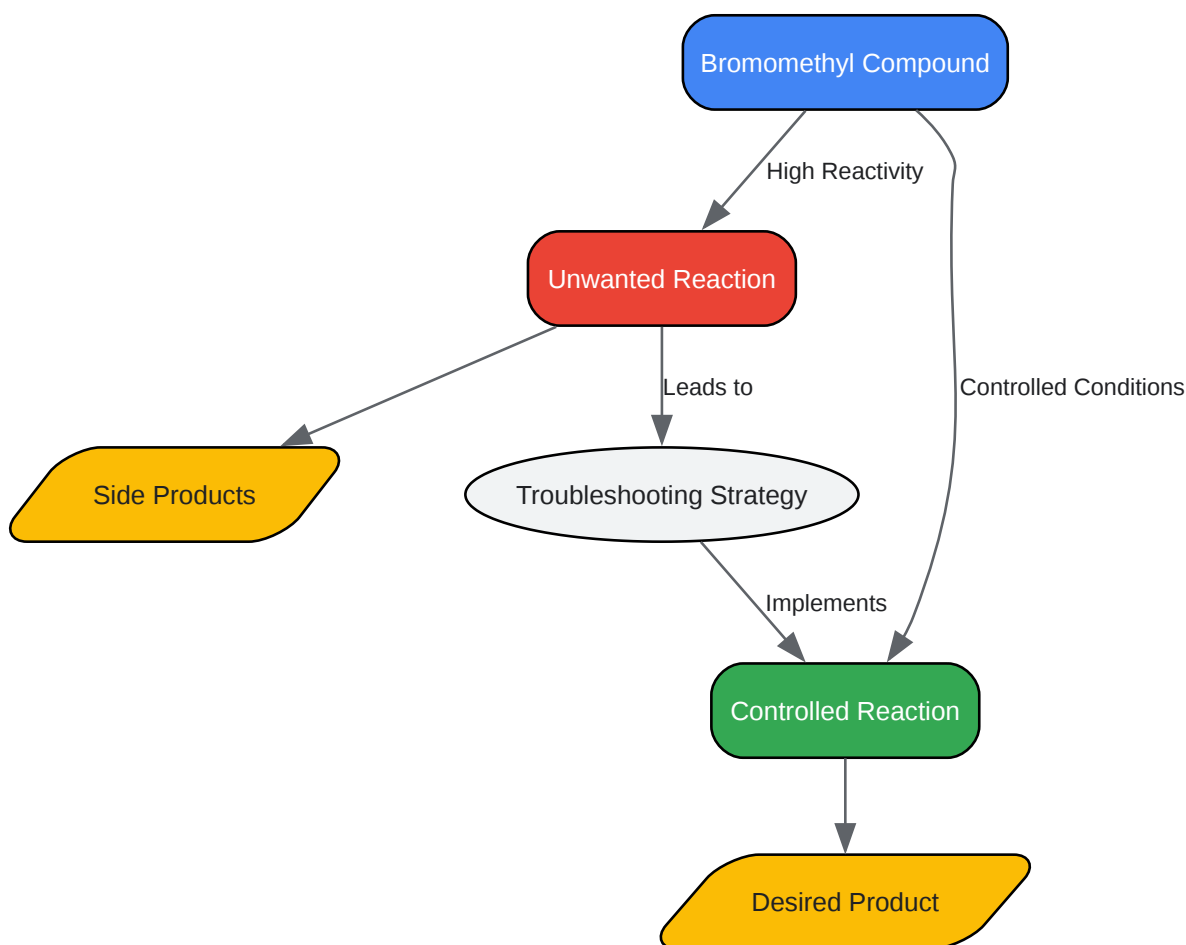 Bromomethyl Compound
High Reactivity
Unwanted Reaction
Leads to
Controlled Conditions
Side Products
Troubleshooting Strategy
Implements
Controlled Reaction
Desired Product